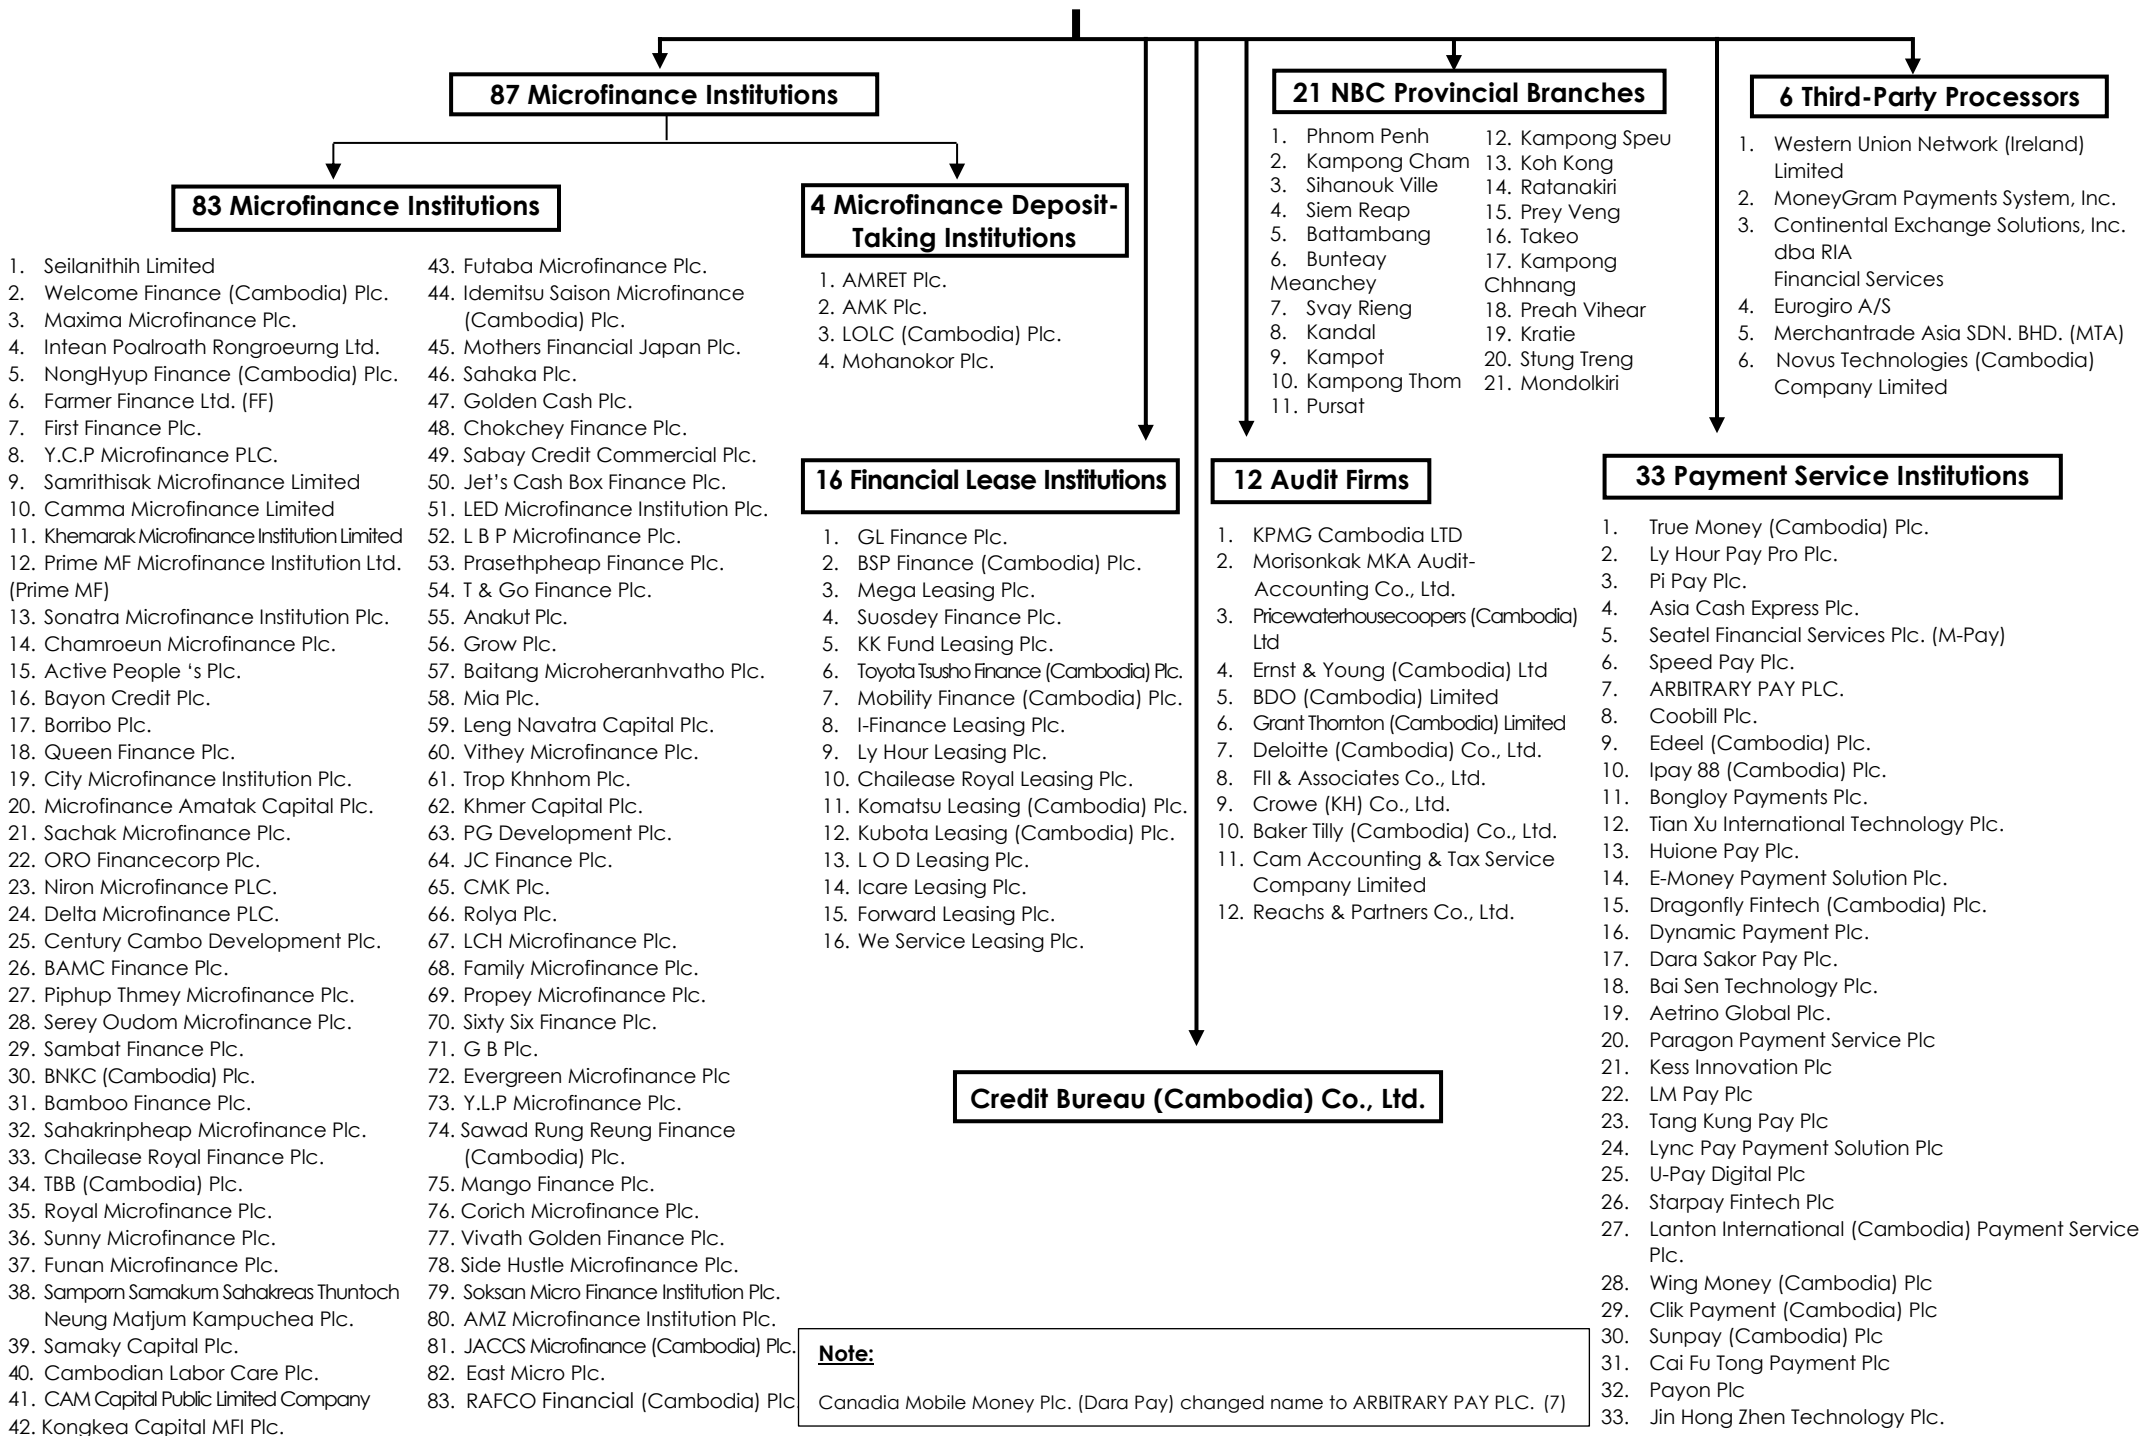 87 Microfinance Institutions
83 Microfinance Institutions
1. Seilanithih Limited
2. Welcome Finance (Cambodia) Plc.
3. Maxima Microfinance Plc.
4. Intean Poalroath Rongroeurng Ltd.
5. NongHyup Finance (Cambodia) Plc.
6. Farmer Finance Ltd. (FF)
7. First Finance Plc.
8. Y.C.P Microfinance PLC.
9. Samrithisak Microfinance Limited
10. Camma Microfinance Limited
11. Khemarak Microfinance Institution Limited
12. Prime MF Microfinance Institution Ltd.
(Prime MF)
13. Sonatra Microfinance Institution Plc.
14. Chamroeun Microfinance Plc.
15. Active People ‘s Plc.
16. Bayon Credit Plc.
17. Borribo Plc.
18. Queen Finance Plc.
19. City Microfinance Institution Plc.
20. Microfinance Amatak Capital Plc.
21. Sachak Microfinance Plc.
22. ORO Financecorp Plc.
23. Niron Microfinance PLC.
24. Delta Microfinance PLC.
25. Century Cambo Development Plc.
26. BAMC Finance Plc.
27. Piphup Thmey Microfinance Plc.
28. Serey Oudom Microfinance Plc.
29. Sambat Finance Plc.
30. BNKC (Cambodia) Plc.
31. Bamboo Finance Plc.
32. Sahakrinpheap Microfinance Plc.
33. Chailease Royal Finance Plc.
34. TBB (Cambodia) Plc.
35. Royal Microfinance Plc.
36. Sunny Microfinance Plc.
37. Funan Microfinance Plc.
38. Samporn Samakum Sahakreas Thuntoch
Neung Matjum Kampuchea Plc.
39. Samaky Capital Plc.
40. Cambodian Labor Care Plc.
41. CAM Capital Public Limited Company
42. Kongkea Capital MFI Plc.
43. Futaba Microfinance Plc.
44. Idemitsu Saison Microfinance
(Cambodia) Plc.
45. Mothers Financial Japan Plc.
46. Sahaka Plc.
47. Golden Cash Plc.
48. Chokchey Finance Plc.
49. Sabay Credit Commercial Plc.
50. Jet’s Cash Box Finance Plc.
51. LED Microfinance Institution Plc.
52. L B P Microfinance Plc.
53. Prasethpheap Finance Plc.
54. T & Go Finance Plc.
55. Anakut Plc.
56. Grow Plc.
57. Baitang Microheranhvatho Plc.
58. Mia Plc.
59. Leng Navatra Capital Plc.
60. Vithey Microfinance Plc.
61. Trop Khnhom Plc.
62. Khmer Capital Plc.
63. PG Development Plc.
64. JC Finance Plc.
65. CMK Plc.
66. Rolya Plc.
67. LCH Microfinance Plc.
68. Family Microfinance Plc.
69. Propey Microfinance Plc.
70. Sixty Six Finance Plc.
71. G B Plc.
72. Evergreen Microfinance Plc
73. Y.L.P Microfinance Plc.
74. Sawad Rung Reung Finance
(Cambodia) Plc.
75. Mango Finance Plc.
76. Corich Microfinance Plc.
77. Vivath Golden Finance Plc.
78. Side Hustle Microfinance Plc.
79. Soksan Micro Finance Institution Plc.
80. AMZ Microfinance Institution Plc.
81. JACCS Microfinance (Cambodia) Plc.
82. East Micro Plc.
83. RAFCO Financial (Cambodia) Plc
4 Microfinance Deposit-
Taking Institutions
1. AMRET Plc.
2. AMK Plc.
3. LOLC (Cambodia) Plc.
4. Mohanokor Plc.
16 Financial Lease Institutions
1. GL Finance Plc.
2. BSP Finance (Cambodia) Plc.
3. Mega Leasing Plc.
4. Suosdey Finance Plc.
5. KK Fund Leasing Plc.
6. Toyota Tsusho Finance (Cambodia) Plc.
7. Mobility Finance (Cambodia) Plc.
8. I-Finance Leasing Plc.
9. Ly Hour Leasing Plc.
10. Chailease Royal Leasing Plc.
11. Komatsu Leasing (Cambodia) Plc.
12. Kubota Leasing (Cambodia) Plc.
13. L O D Leasing Plc.
14. Icare Leasing Plc.
15. Forward Leasing Plc.
16. We Service Leasing Plc.
21 NBC Provincial Branches
1. Phnom Penh
2. Kampong Cham
3. Sihanouk Ville
4. Siem Reap
5. Battambang
6. Bunteay
Meanchey
7. Svay Rieng
8. Kandal
9. Kampot
10. Kampong Thom
11. Pursat
12. Kampong Speu
13. Koh Kong
14. Ratanakiri
15. Prey Veng
16. Takeo
17. Kampong
Chhnang
18. Preah Vihear
19. Kratie
20. Stung Treng
21. Mondolkiri
12 Audit Firms
1. KPMG Cambodia LTD
2. Morisonkak MKA Audit-
Accounting Co., Ltd.
3. Pricewaterhousecoopers (Cambodia)
Ltd
4. Ernst & Young (Cambodia) Ltd
5. BDO (Cambodia) Limited
6. Grant Thornton (Cambodia) Limited
7. Deloitte (Cambodia) Co., Ltd.
8. FII & Associates Co., Ltd.
9. Crowe (KH) Co., Ltd.
10. Baker Tilly (Cambodia) Co., Ltd.
11. Cam Accounting & Tax Service
Company Limited
12. Reachs & Partners Co., Ltd.
Credit Bureau (Cambodia) Co., Ltd.
6 Third-Party Processors
1. Western Union Network (Ireland)
Limited
2. MoneyGram Payments System, Inc.
3. Continental Exchange Solutions, Inc.
dba RIA
Financial Services
4. Eurogiro A/S
5. Merchantrade Asia SDN. BHD. (MTA)
6. Novus Technologies (Cambodia)
Company Limited
33 Payment Service Institutions
1. True Money (Cambodia) Plc.
2. Ly Hour Pay Pro Plc.
3. Pi Pay Plc.
4. Asia Cash Express Plc.
5. Seatel Financial Services Plc. (M-Pay)
6. Speed Pay Plc.
7. ARBITRARY PAY PLC.
8. Coobill Plc.
9. Edeel (Cambodia) Plc.
10. Ipay 88 (Cambodia) Plc.
11. Bongloy Payments Plc.
12. Tian Xu International Technology Plc.
13. Huione Pay Plc.
14. E-Money Payment Solution Plc.
15. Dragonfly Fintech (Cambodia) Plc.
16. Dynamic Payment Plc.
17. Dara Sakor Pay Plc.
18. Bai Sen Technology Plc.
19. Aetrino Global Plc.
20. Paragon Payment Service Plc
21. Kess Innovation Plc
22. LM Pay Plc
23. Tang Kung Pay Plc
24. Lync Pay Payment Solution Plc
25. U-Pay Digital Plc
26. Starpay Fintech Plc
27. Lanton International (Cambodia) Payment Service
Plc.
28. Wing Money (Cambodia) Plc
29. Clik Payment (Cambodia) Plc
30. Sunpay (Cambodia) Plc
31. Cai Fu Tong Payment Plc
32. Payon Plc
33. Jin Hong Zhen Technology Plc.
Note:
Canadia Mobile Money Plc. (Dara Pay) changed name to ARBITRARY PAY PLC. (7)